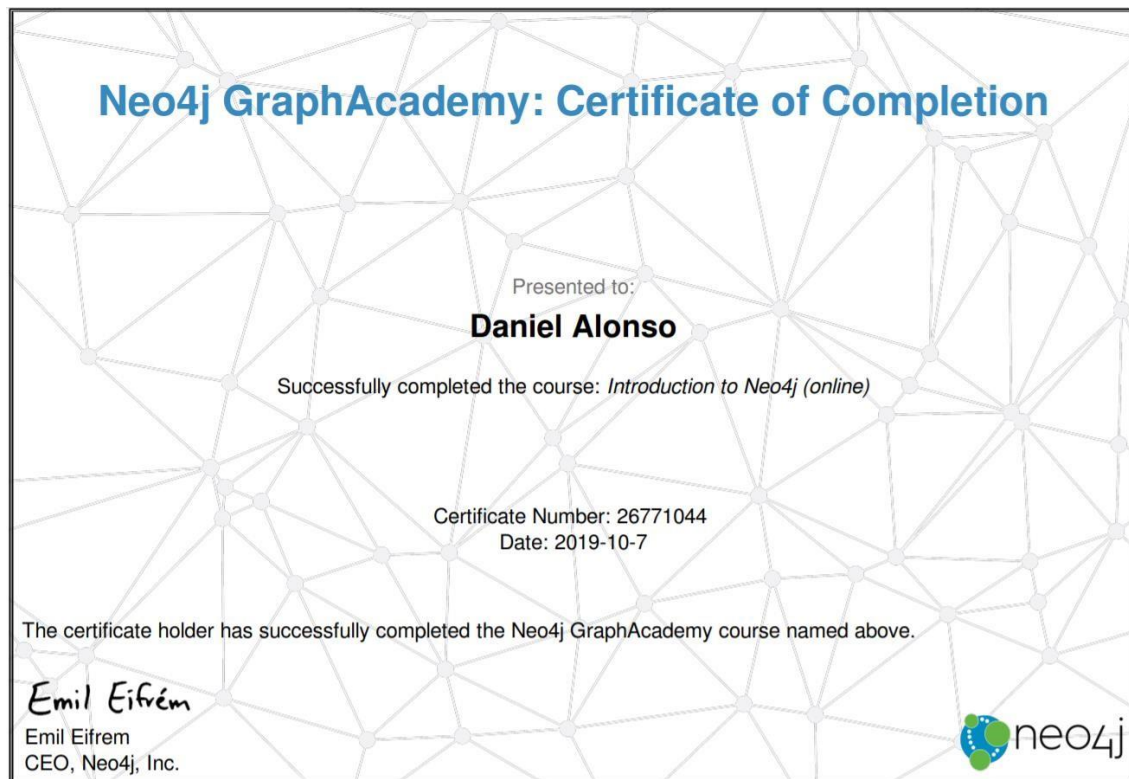 Neo4j GraphAcademy: Certificate of Completion
Presented to:
Daniel Alonso
Successfully completed the course: Introduction to Neo4j (online)
Certificate Number: 26771044
Date: 2019-10-7
The certificate holder has successfully completed the Neo4j GraphAcademy course named above.
Emil Eifrém
Emil Eifrem
CEO, Neo4j, Inc.
neo4j